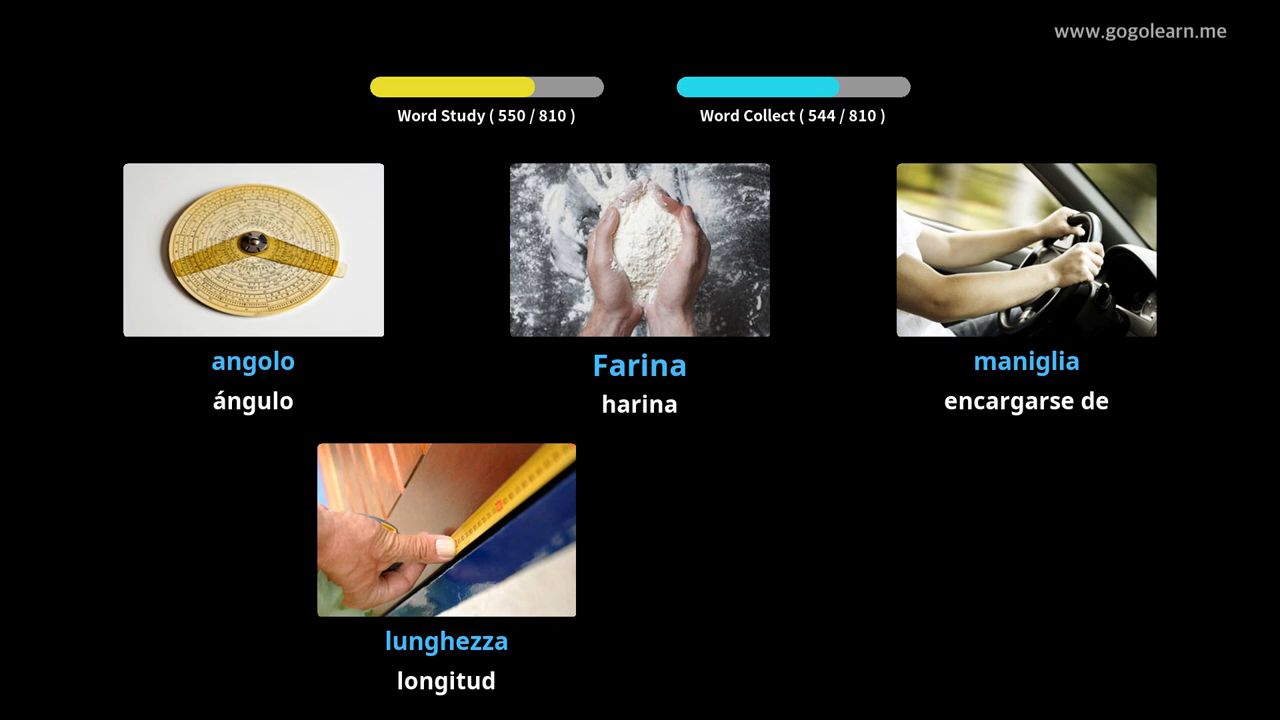 www.gogolearn.me
Word Study ( 550 / 810 )
Word Collect ( 544 / 810 )
angolo
ángulo
Farina
harina
maniglia
encargarse de
lunghezza
longitud